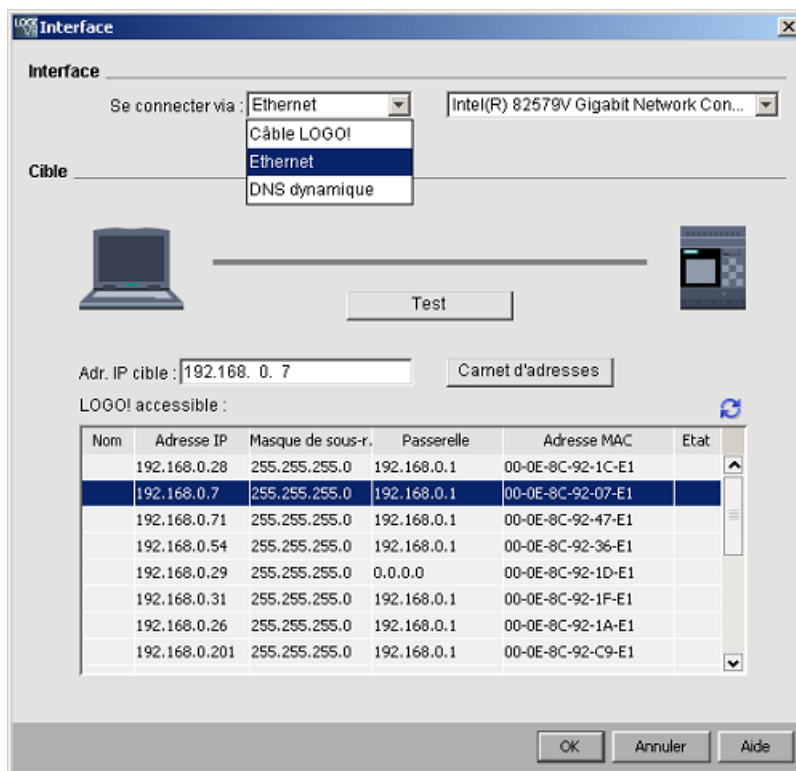 Interface
Interface
Se connecter via : Ethernet Intel(R) 82579V Gigabit Network Con...
Câble LOGO!
Ethernet
DNS dynamique
Cible
Test
Adr. IP cible : 192.168. 0. 7 Carnet d'adresses
LOGO! accessible :
Nom Adresse IP Masque de sous-r. Passerelle Adresse MAC Etat
192.168.0.28 255.255.255.0 192.168.0.1 00-0E-8C-92-1C-E1
192.168.0.7 255.255.255.0 192.168.0.1 00-0E-8C-92-07-E1
192.168.0.71 255.255.255.0 192.168.0.1 00-0E-8C-92-47-E1
192.168.0.54 255.255.255.0 192.168.0.1 00-0E-8C-92-36-E1
192.168.0.29 255.255.255.0 0.0.0.0 00-0E-8C-92-1D-E1
192.168.0.31 255.255.255.0 192.168.0.1 00-0E-8C-92-1F-E1
192.168.0.26 255.255.255.0 192.168.0.1 00-0E-8C-92-1A-E1
192.168.0.201 255.255.255.0 192.168.0.1 00-0E-8C-92-C9-E1
OK Annuler Aide